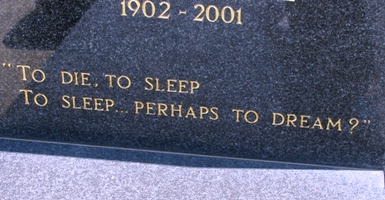 1902 - 2001
"TO DIE, TO SLEEP
TO SLEEP... PERHAPS TO DREAM?"